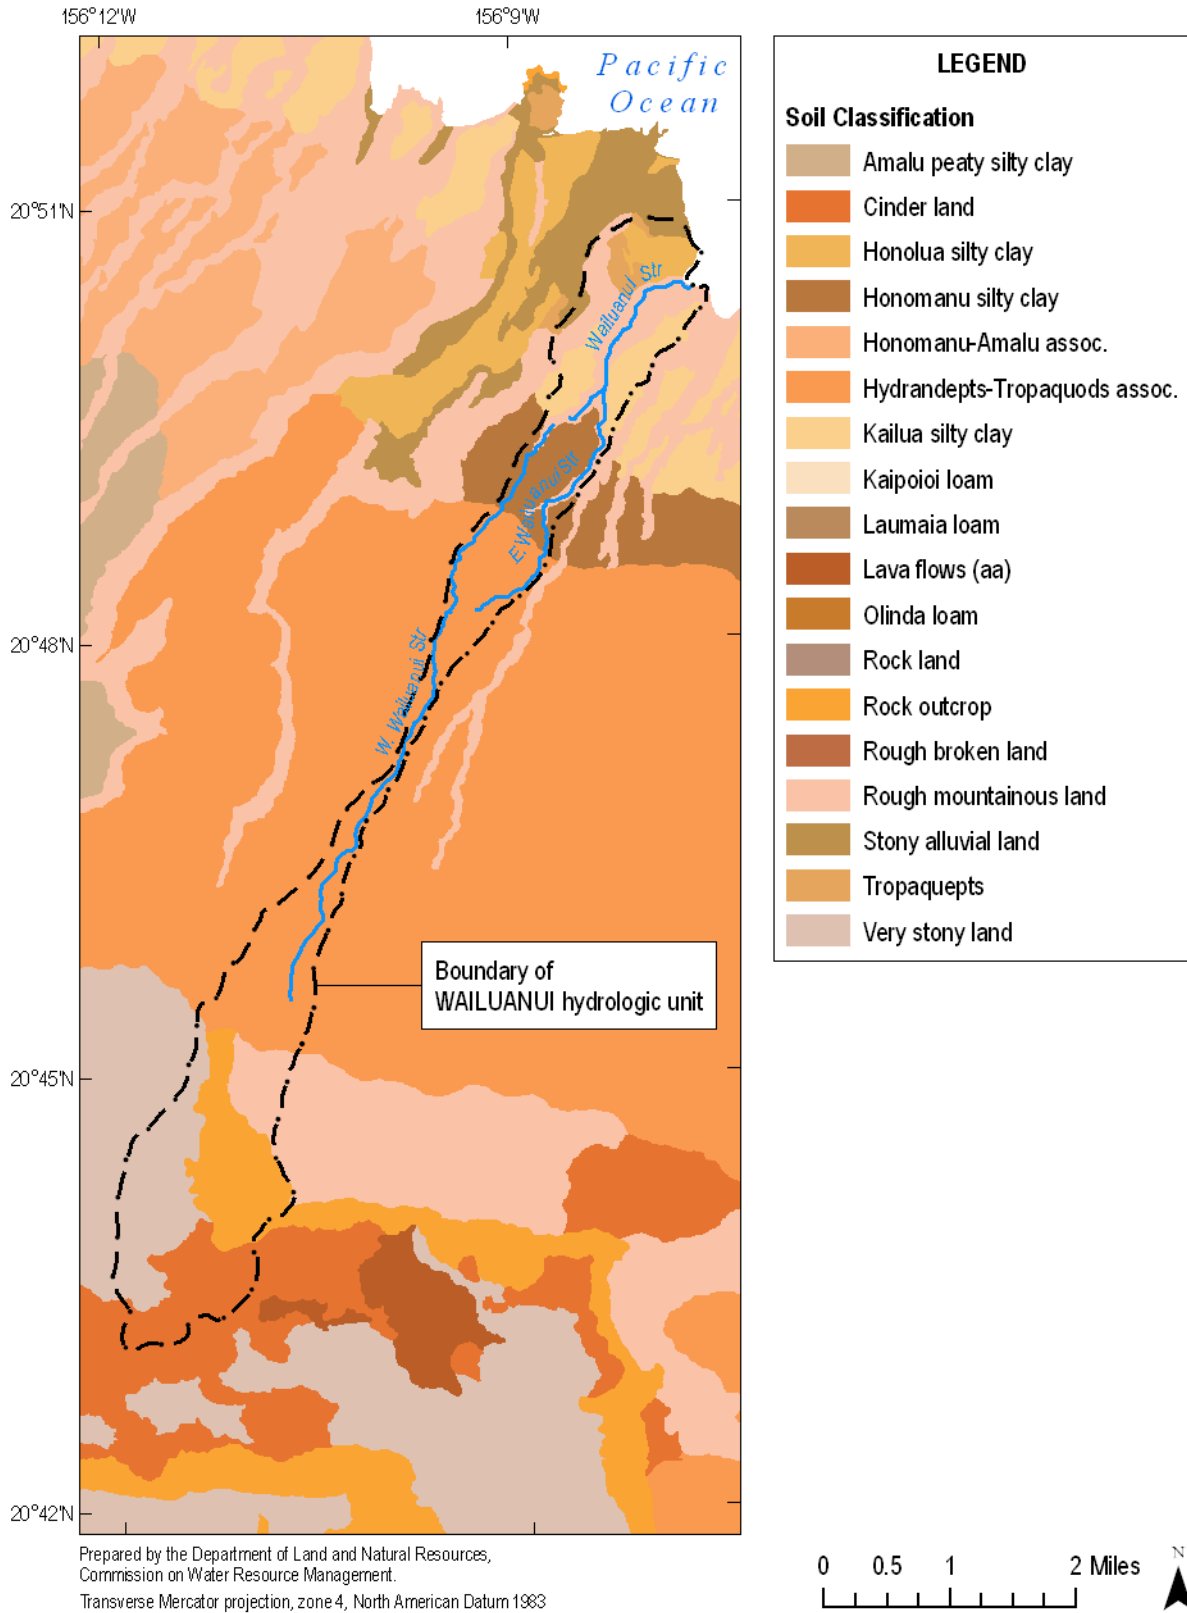 156°12'W
156°9'W
Pacific
Ocean
20°51'N
20°48'N
20°45'N
20°42'N
Wailuanui Str
E.Wailuanui Str
W. Wailuanui Str
Boundary of
WAILUANUI hydrologic unit
LEGEND
Soil Classification
Amalu peaty silty clay
Cinder land
Honolua silty clay
Honomanu silty clay
Honomanu-Amalu assoc.
Hydrandepts-Tropaquods assoc.
Kailua silty clay
Kaipoioi loam
Laumaia loam
Lava flows (aa)
Olinda loam
Rock land
Rock outcrop
Rough broken land
Rough mountainous land
Stony alluvial land
Tropaquepts
Very stony land
Prepared by the Department of Land and Natural Resources,
Commission on Water Resource Management.
Transverse Mercator projection, zone 4, North American Datum 1983
0 0.5 1 2 Miles
N